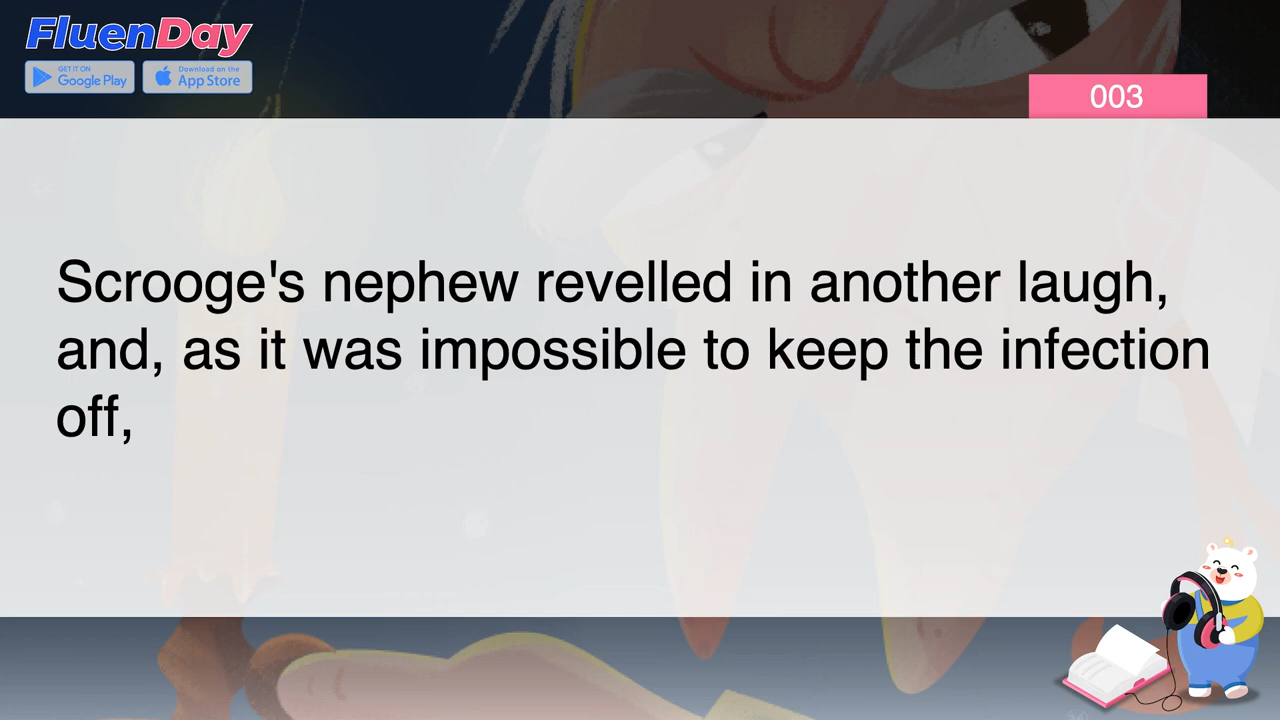 FluenDay
GET IT ON
Google Play
Download on the
App Store
003
Scrooge's nephew revelled in another laugh,
and, as it was impossible to keep the infection
off,